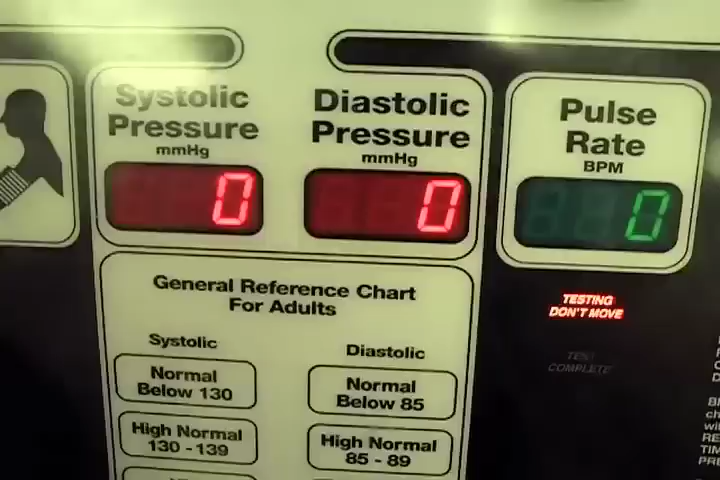 Systolic
Pressure
mmHg
0
Diastolic
Pressure
mmHg
0
Pulse
Rate
BPM
0
TESTING
DON'T MOVE
TEST
COMPLETE
General Reference Chart
For Adults
Systolic
Diastolic
Normal
Below 130
Normal
Below 85
High Normal
130 - 139
High Normal
85 - 89